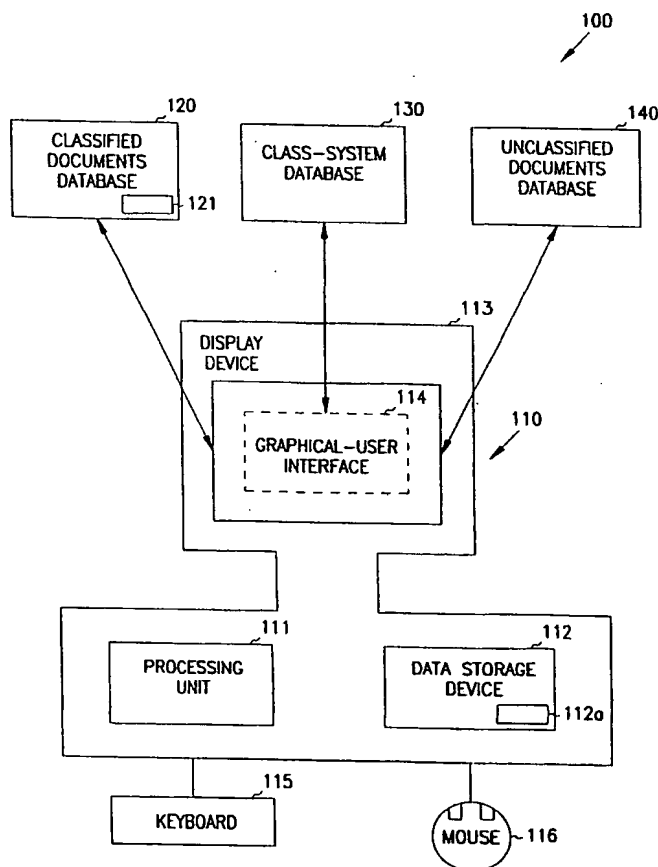 100
120
CLASSIFIED
DOCUMENTS
DATABASE
121
130
CLASS-SYSTEM
DATABASE
140
UNCLASSIFIED
DOCUMENTS
DATABASE
113
DISPLAY
DEVICE
114
GRAPHICAL-USER
INTERFACE
110
111
PROCESSING
UNIT
112
DATA STORAGE
DEVICE
112a
115
KEYBOARD
MOUSE
116